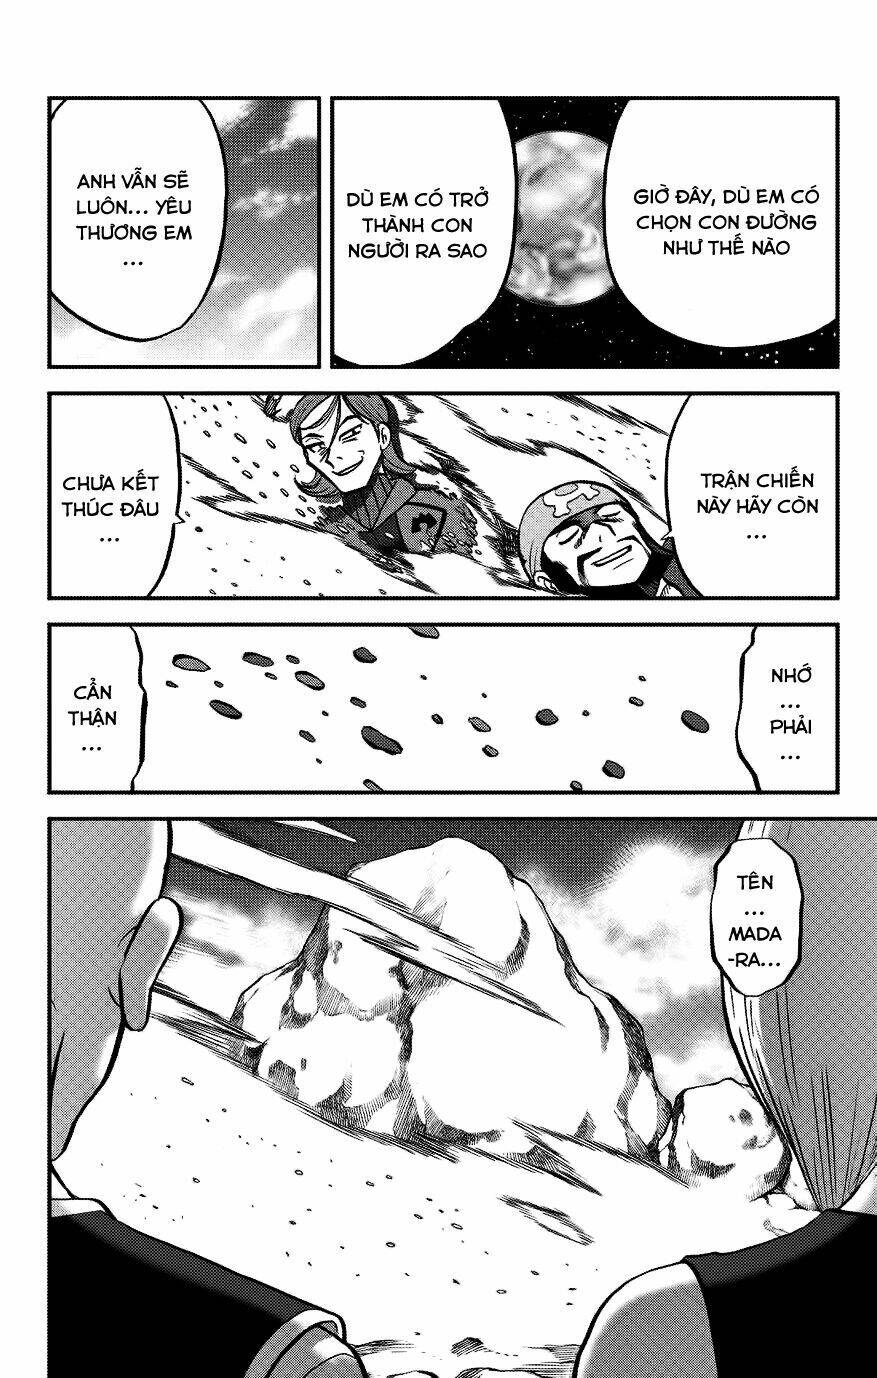 GIỜ ĐÂY, DÙ EM CÓ
CHỌN CON ĐƯỜNG
NHƯ THẾ NÀO
DÙ EM CÓ TRỞ
THÀNH CON
NGƯỜI RA SAO
ANH VẪN SẼ
LUÔN... YÊU
THƯƠNG EM
...
TRẬN CHIẾN
NÀY HÃY CÒN
...
CHƯA KẾT
THÚC ĐÂU
...
NHỚ
...
PHẢI
...
CẨN
THẬN
...
TÊN
...
MADA
-RA...